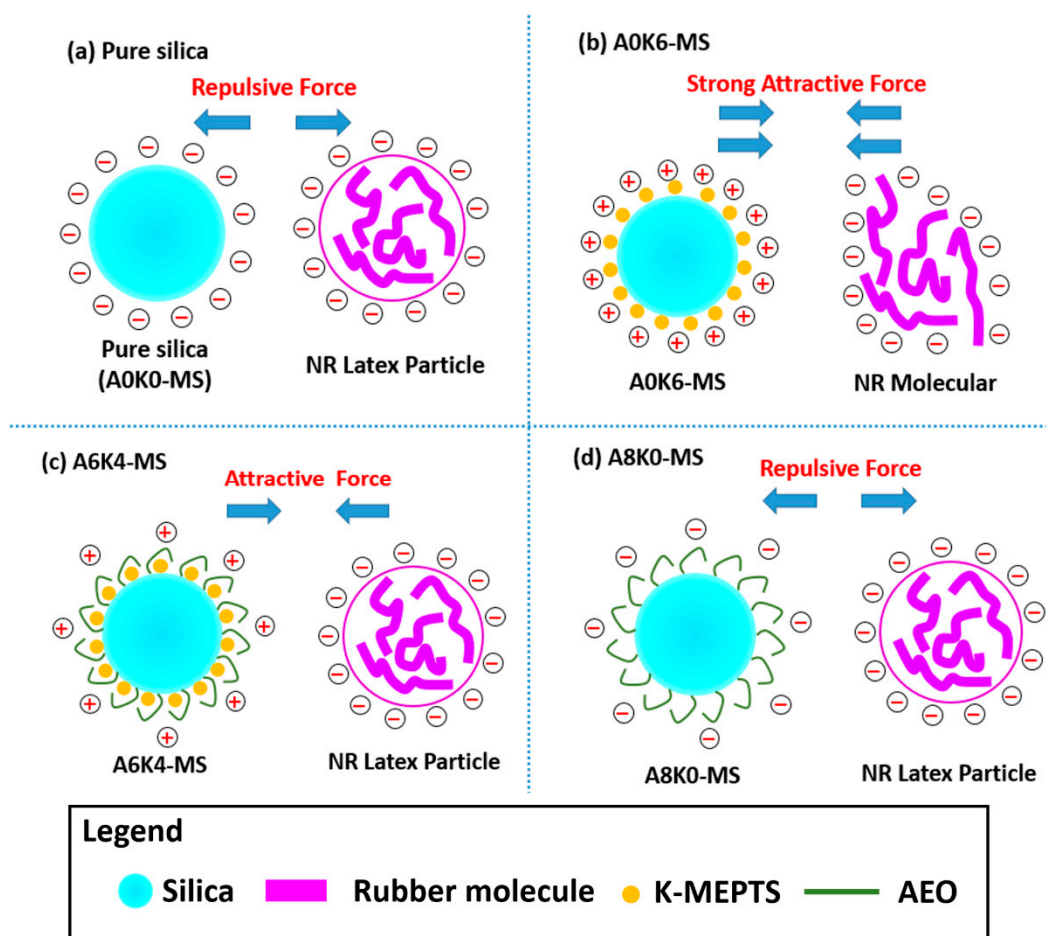 (a) Pure silica
Repulsive Force
Pure silica
(A0K0-MS)
NR Latex Particle
(b) A0K6-MS
Strong Attractive Force
A0K6-MS
NR Molecular
(c) A6K4-MS
Attractive Force
A6K4-MS
NR Latex Particle
(d) A8K0-MS
Repulsive Force
A8K0-MS
NR Latex Particle
Legend
Silica
Rubber molecule
K-MEPTS
AEO